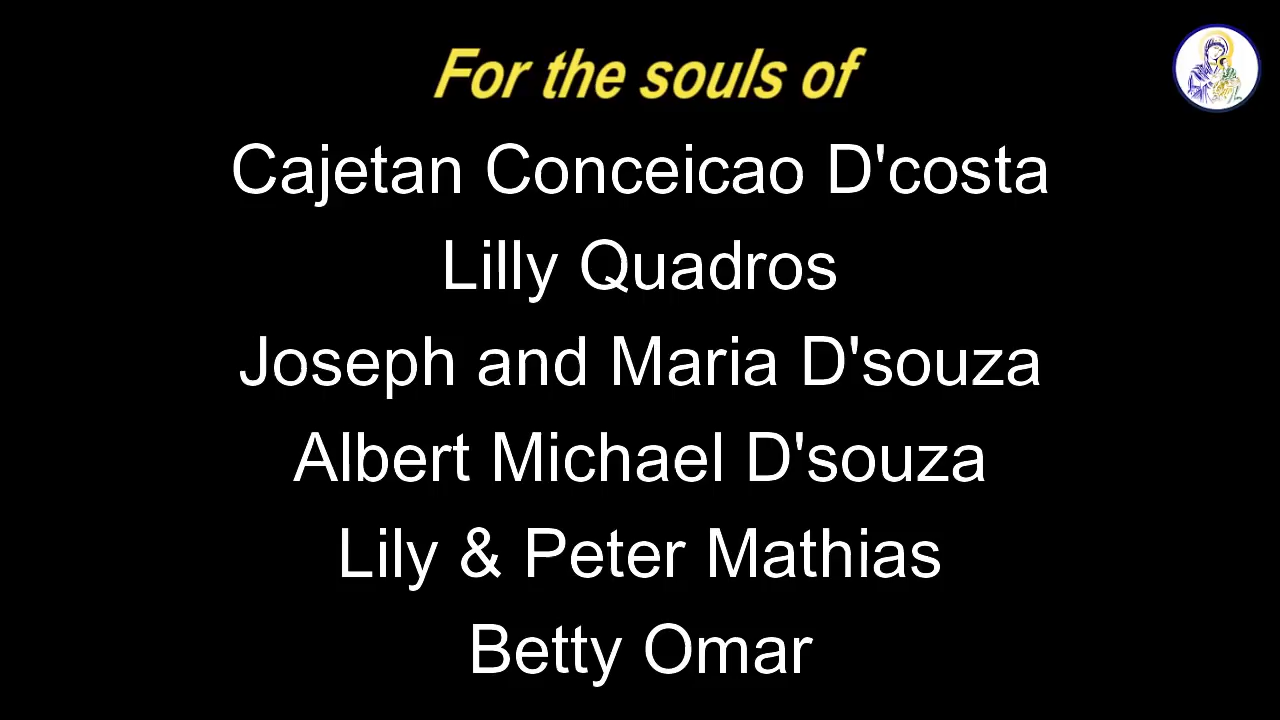 For the souls of
Cajetan Conceicao D'costa
Lilly Quadros
Joseph and Maria D'souza
Albert Michael D'souza
Lily & Peter Mathias
Betty Omar